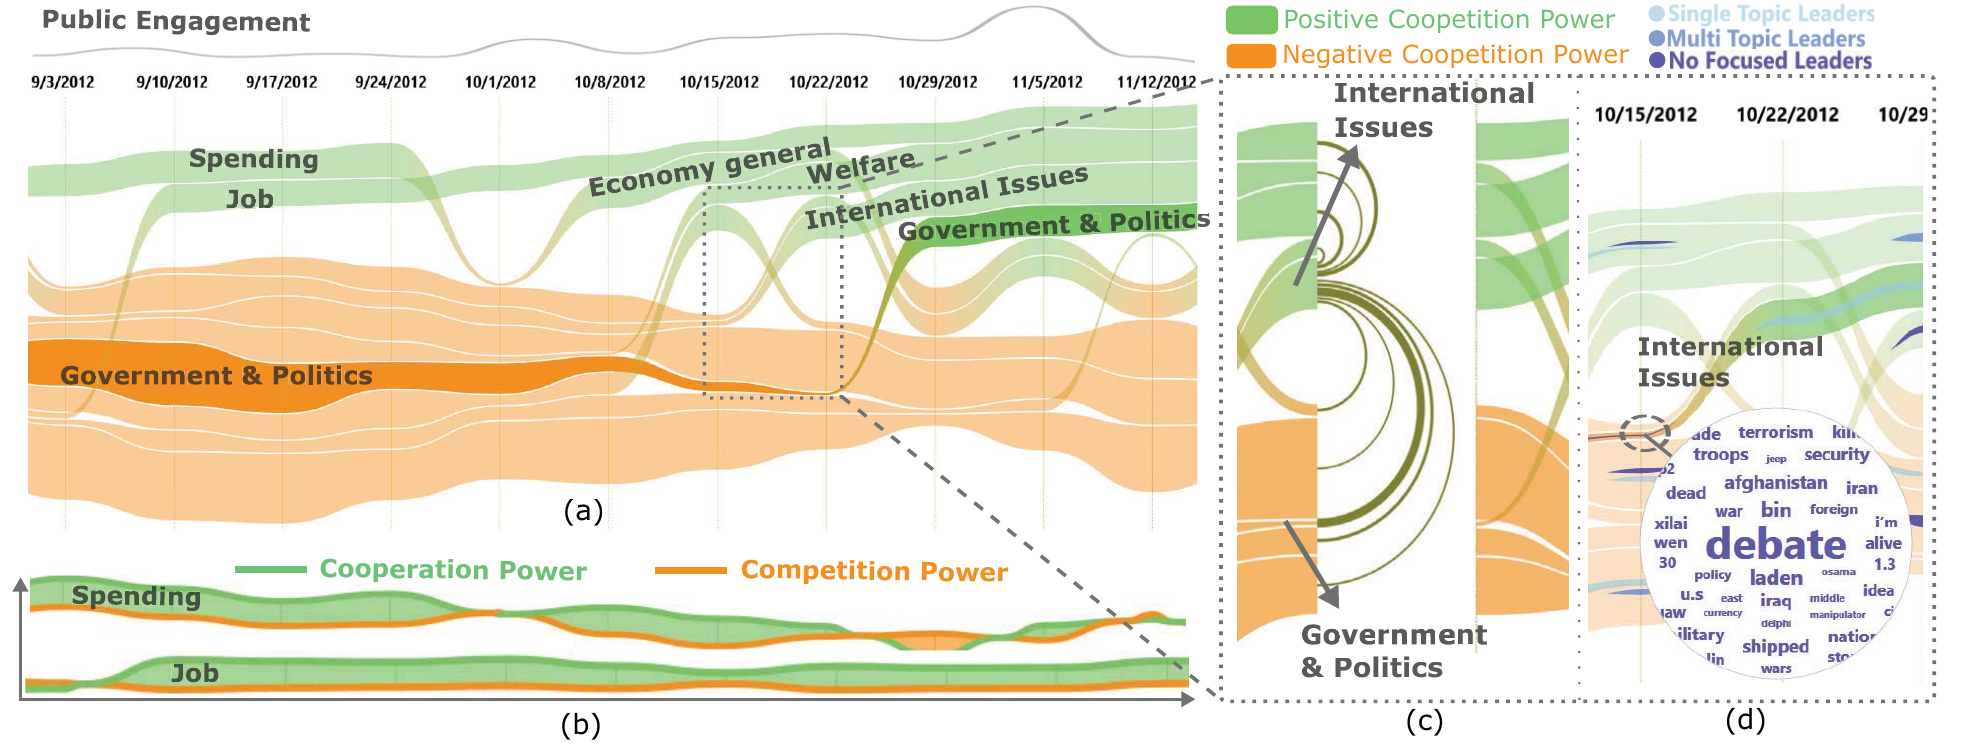 Public Engagement
9/3/2012 9/10/2012 9/17/2012 9/24/2012 10/1/2012 10/8/2012 10/15/2012 10/22/2012 10/29/2012 11/5/2012 11/12/2012
Spending
Job
Economy general
Welfare
International Issues
Government & Politics
Government & Politics
(a)
Cooperation Power
Competition Power
Spending
Job
(b)
Positive Coopetition Power
Negative Coopetition Power
Single Topic Leaders
Multi Topic Leaders
No Focused Leaders
International
Issues
Government
& Politics
(c)
10/15/2012 10/22/2012 10/29
International
Issues
ade terrorism kill
troops jeep security
p2
dead afghanistan iran
war bin foreign
xilai i'm
wen debate alive
30 1.3
policy laden osama
u.s east iraq middle idea
currency manipulator
delphi
ilitary shipped nation
lin wars sto
(d)